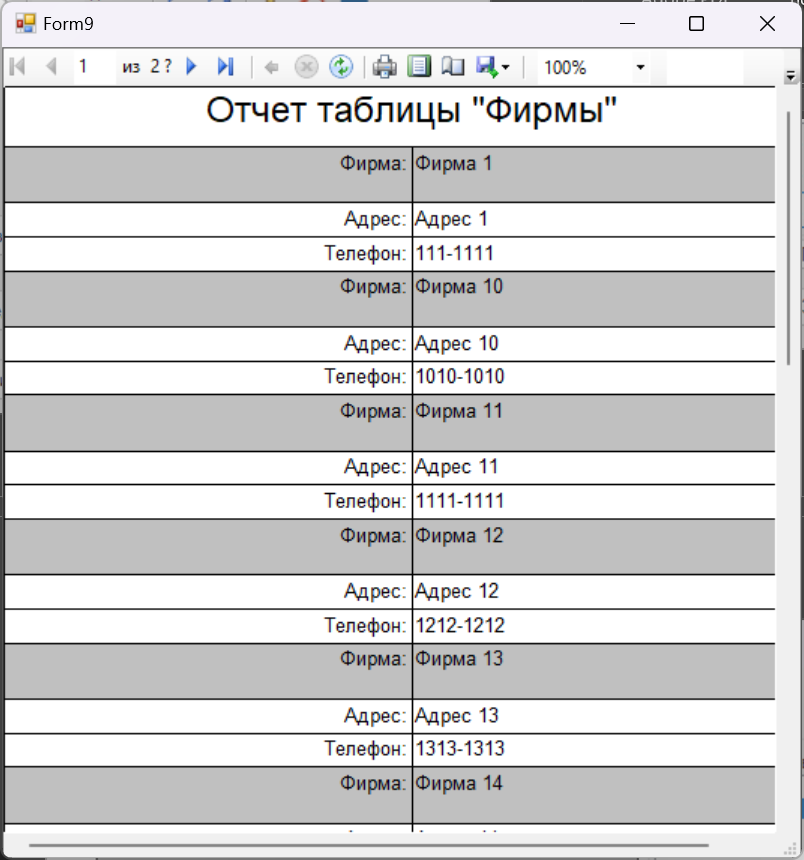 Form9
1 из 2 ? 100%
Отчет таблицы "Фирмы"
Фирма: Фирма 1
Адрес: Адрес 1
Телефон: 111-1111
Фирма: Фирма 10
Адрес: Адрес 10
Телефон: 1010-1010
Фирма: Фирма 11
Адрес: Адрес 11
Телефон: 1111-1111
Фирма: Фирма 12
Адрес: Адрес 12
Телефон: 1212-1212
Фирма: Фирма 13
Адрес: Адрес 13
Телефон: 1313-1313
Фирма: Фирма 14